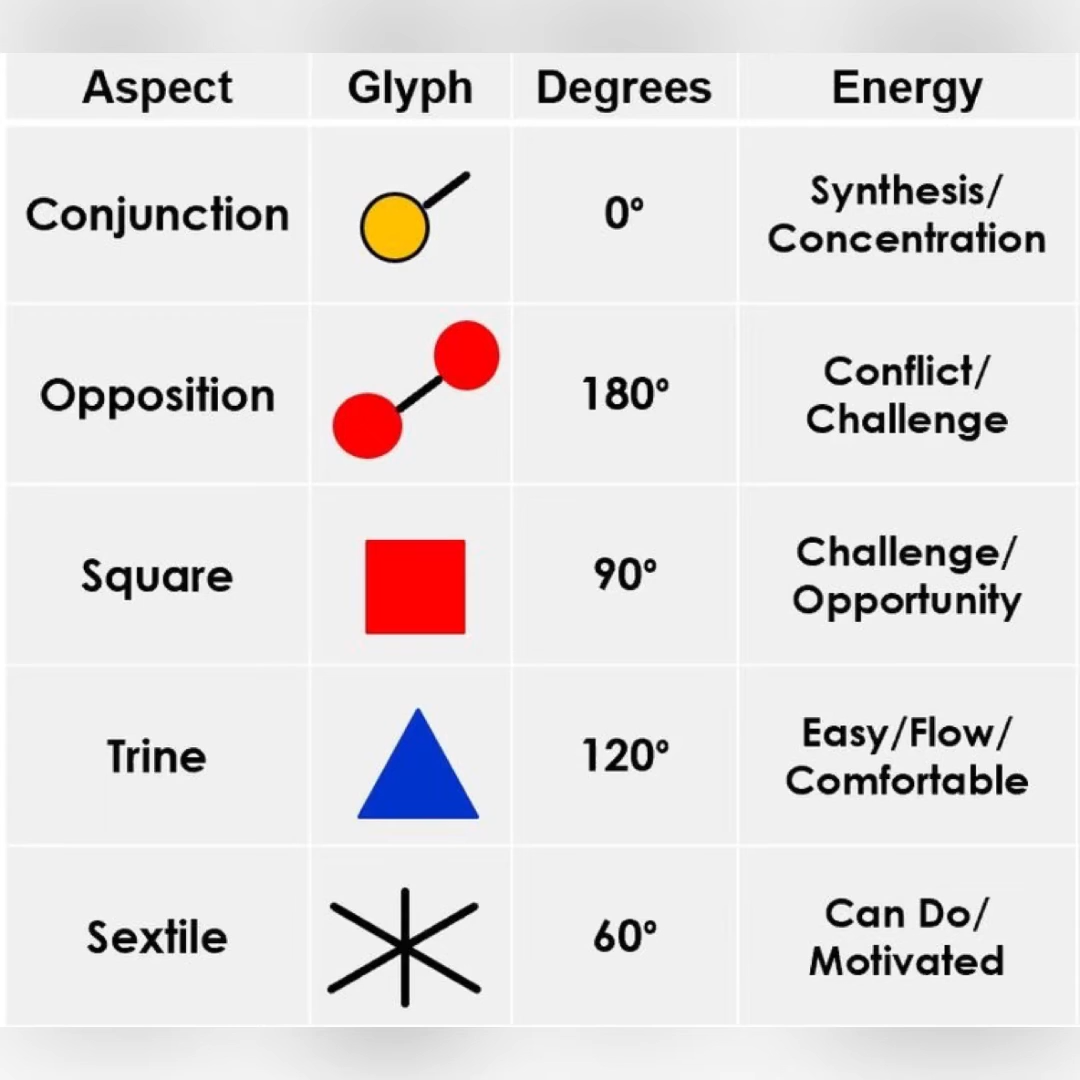 Aspect Glyph Degrees Energy
Conjunction 0° Synthesis/
Concentration
Opposition 180° Conflict/
Challenge
Square 90° Challenge/
Opportunity
Trine 120° Easy/Flow/
Comfortable
Sextile 60° Can Do/
Motivated